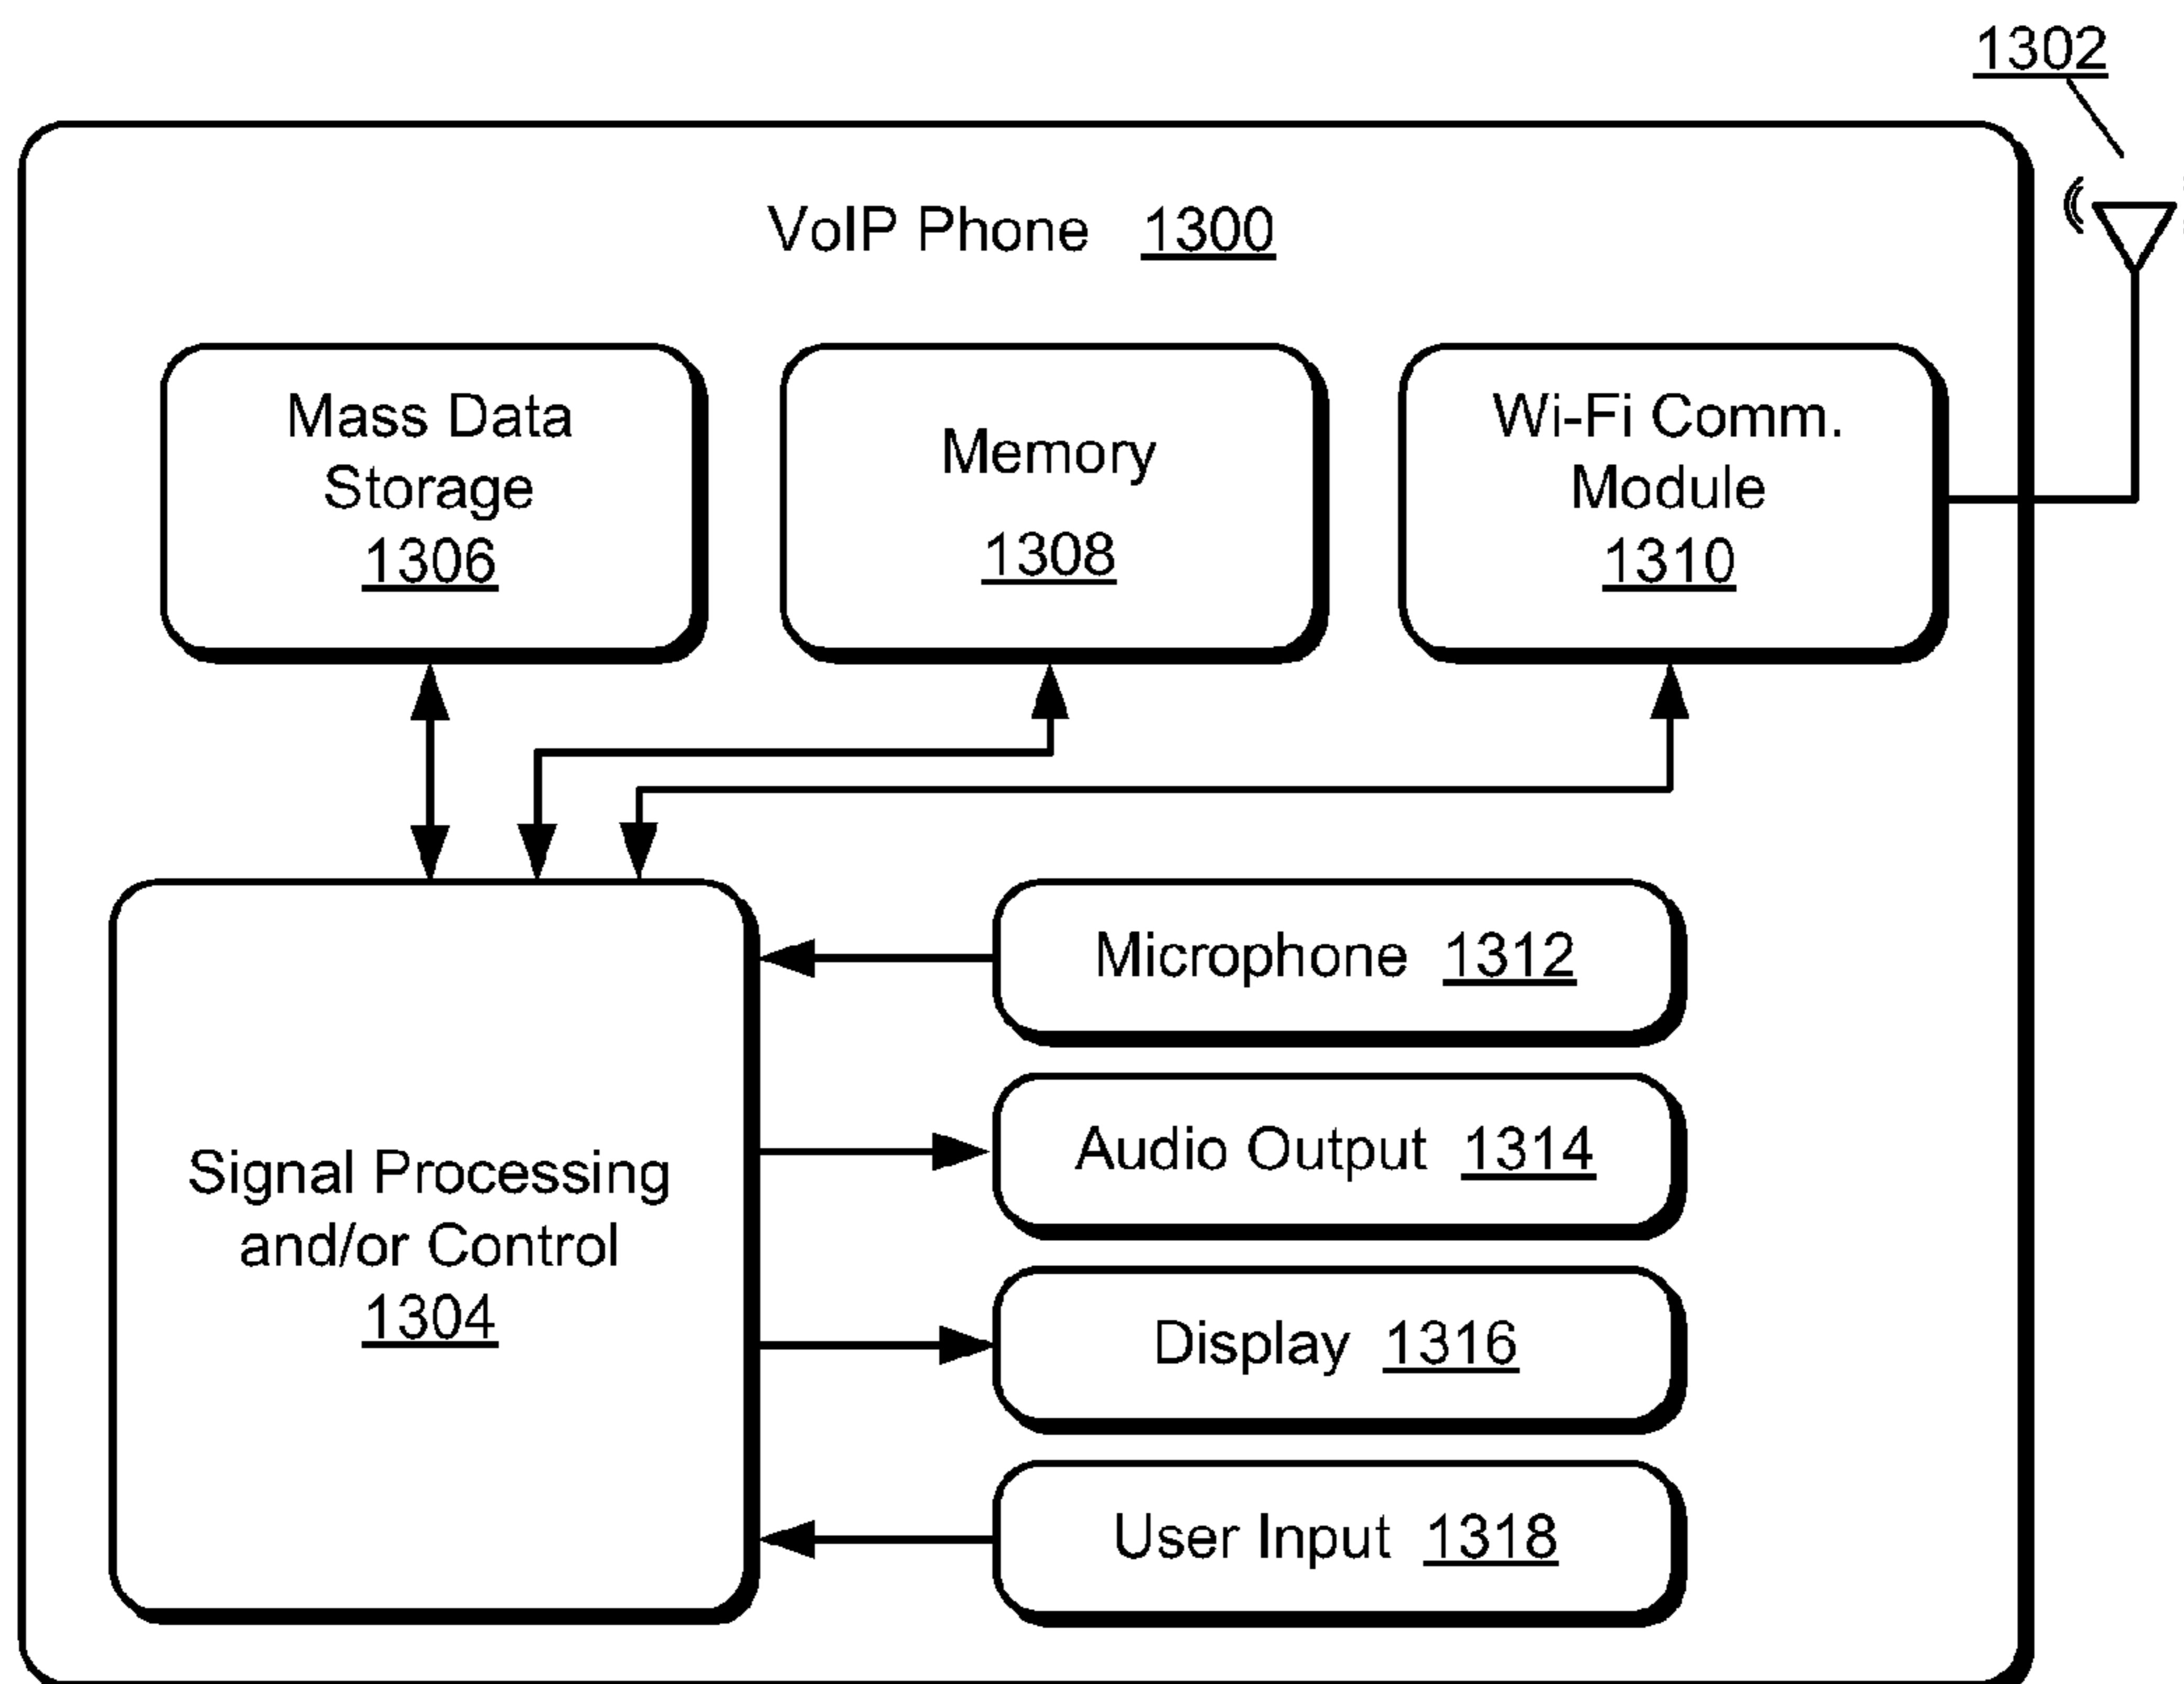 1302
VoIP Phone 1300
Mass Data
Storage
1306
Memory
1308
Wi-Fi Comm.
Module
1310
Signal Processing
and/or Control
1304
Microphone 1312
Audio Output 1314
Display 1316
User Input 1318